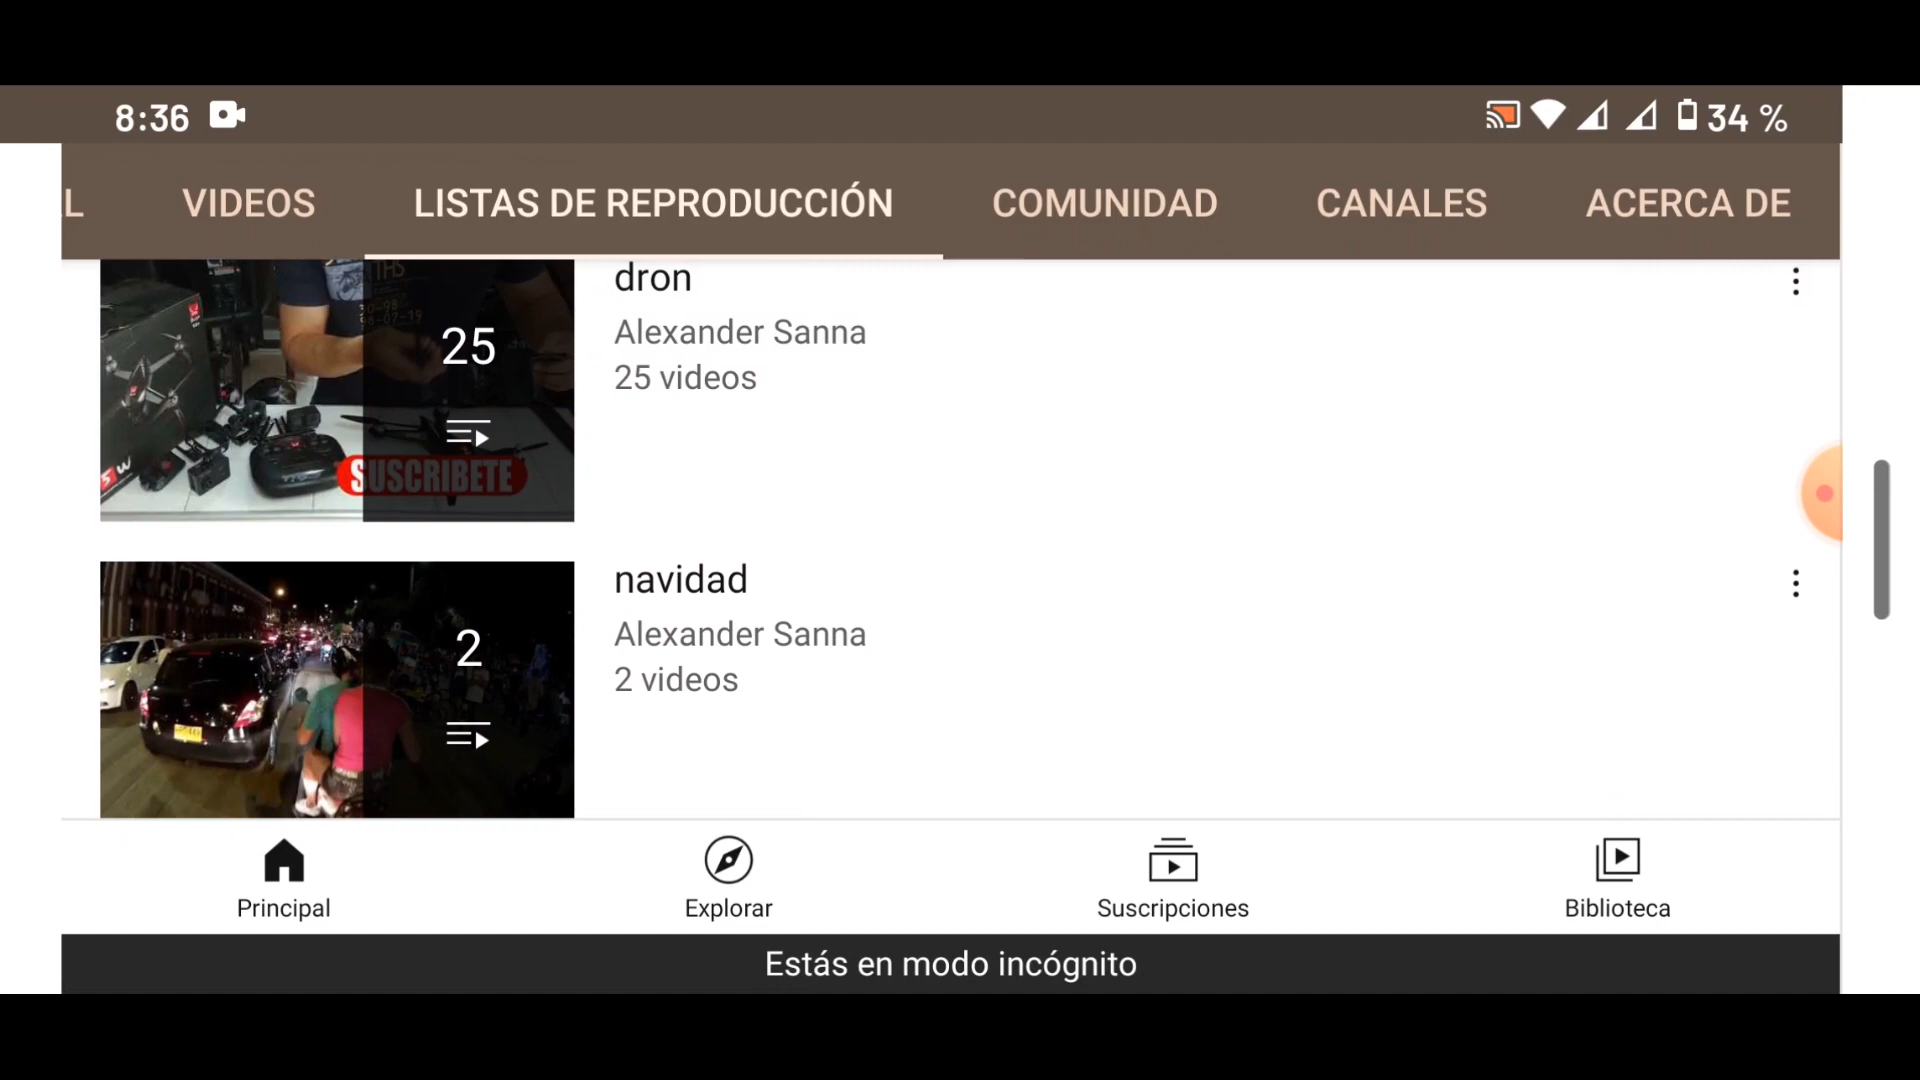 8:36
34 %
L
VIDEOS
LISTAS DE REPRODUCCIÓN
COMUNIDAD
CANALES
ACERCA DE
25
SUSCRIBETE
dron
Alexander Sanna
25 videos
2
navidad
Alexander Sanna
2 videos
Principal
Explorar
Suscripciones
Biblioteca
Estás en modo incógnito